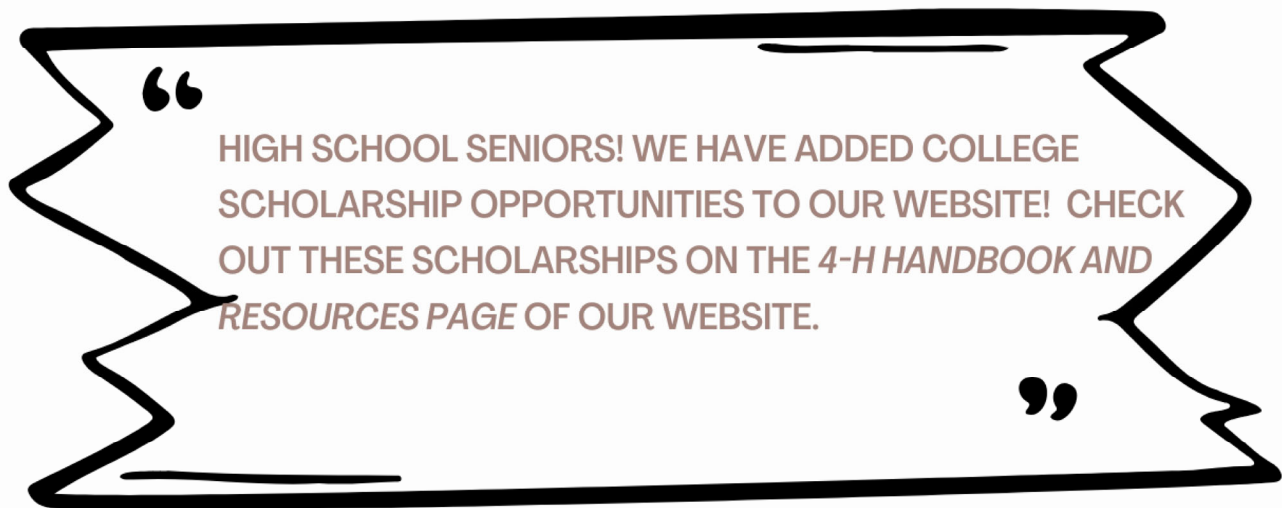 “
HIGH SCHOOL SENIORS! WE HAVE ADDED COLLEGE
SCHOLARSHIP OPPORTUNITIES TO OUR WEBSITE!  CHECK
OUT THESE SCHOLARSHIPS ON THE 4-H HANDBOOK AND
RESOURCES PAGE OF OUR WEBSITE.
”